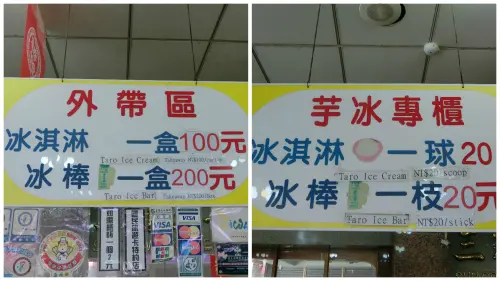 外帶區
冰淇淋 一盒100元
Taro Ice Cream
冰棒 一盒200元
Taro Ice Bar
VISA
VISA
芋冰專櫃
冰淇淋 一球20
Taro Ice Cream NT$20/scoop
冰棒 一枝20元
Taro Ice Bar NT$20/stick